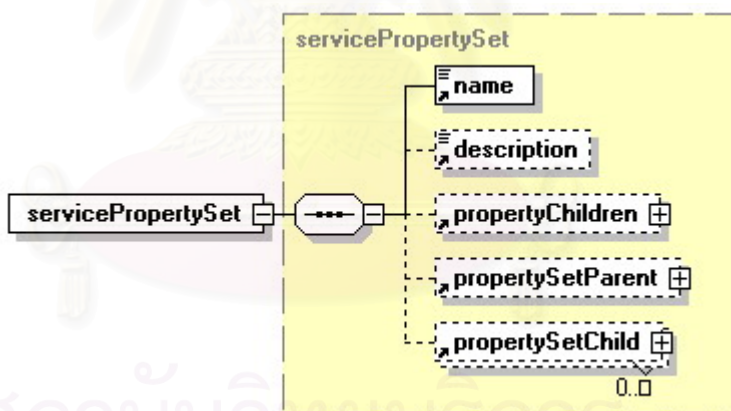 servicePropertySet
name
description
servicePropertySet
propertyChildren
propertySetParent
propertySetChild
0..